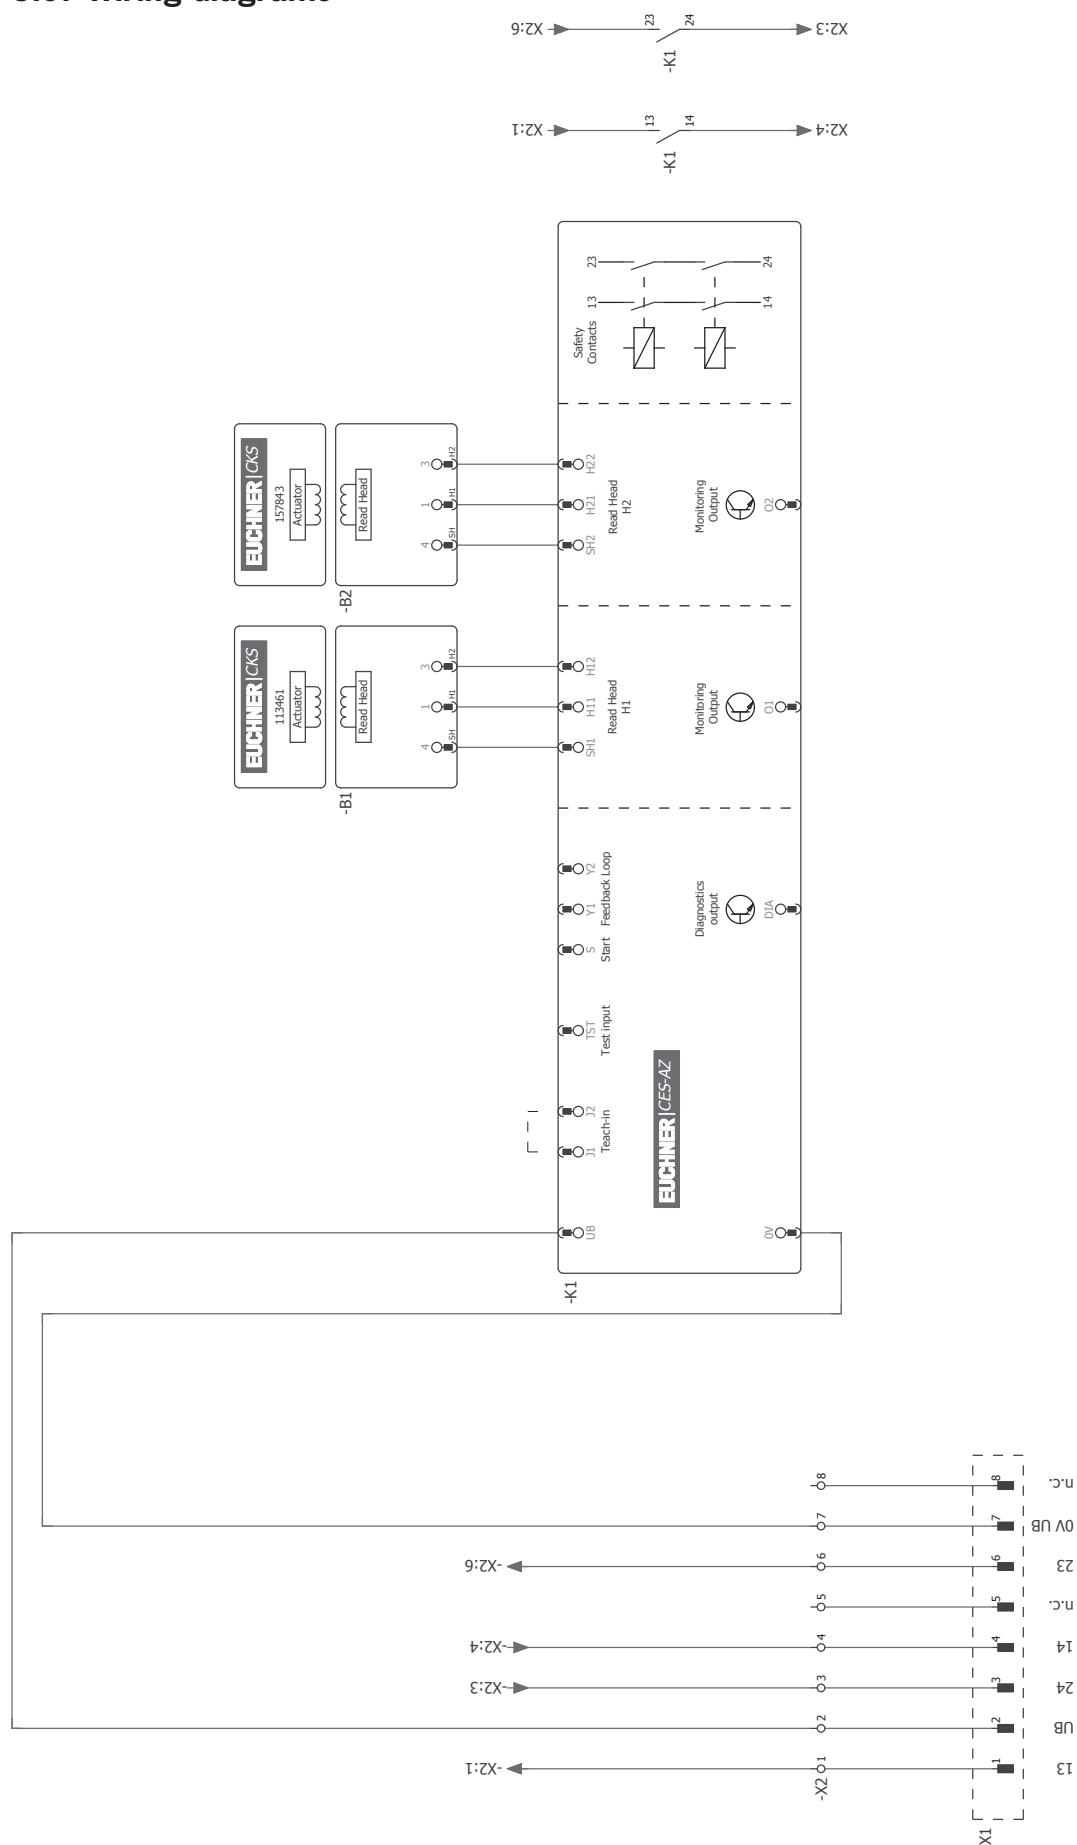 Wiring diagrams
X2:6
23
24
X2:3
-K1
X2:1
13
14
X2:4
-K1
23
24
13
14
Safety
Contacts
EUCHNER|CKS
157843
Actuator
Read Head
3
H2
1
H1
4
SH
-B2
H22
H21
SH2
Read Head
H2
Monitoring
Output
O2
EUCHNER|CKS
113461
Actuator
Read Head
3
H2
1
H1
4
SH
-B1
H12
H11
SH1
Read Head
H1
Monitoring
Output
O1
Y2
Y1
Feedback Loop
S
Start
Diagnostics
output
DIA
TST
Test input
J2
J1
Teach-in
EUCHNER|CES-AZ
UB
0V
-K1
8
8
n.c.
7
7
0V UB
-X2:6
6
6
23
5
5
n.c.
-X2:4
4
4
14
-X2:3
3
3
24
2
2
UB
-X2:1
1
1
13
-X2
X1